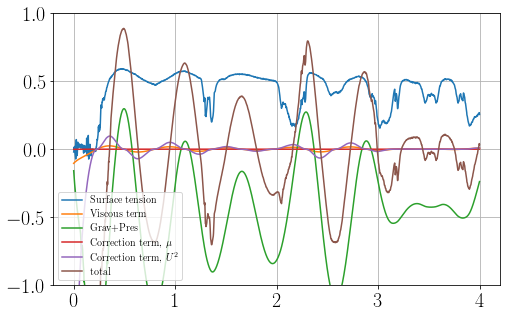 1.0
0.5
0.0
−0.5
−1.0
Surface tension
Viscous term
Grav+Pres
Correction term, μ
Correction term, U²
total
0 1 2 3 4